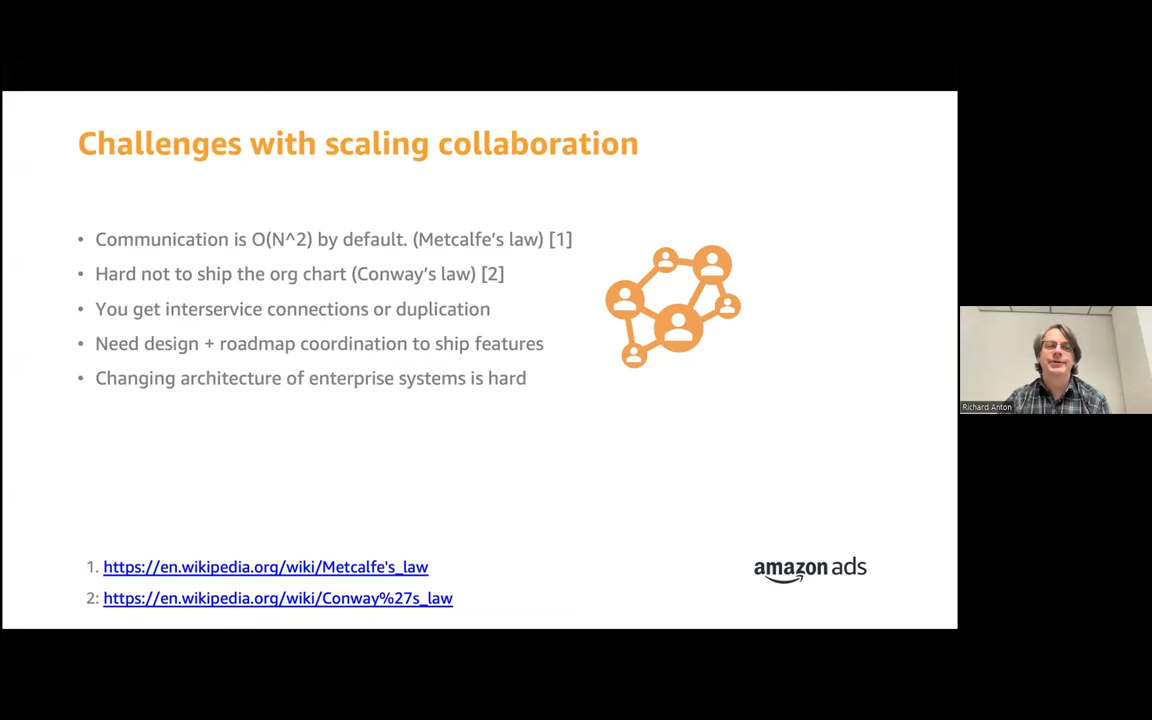 Challenges with scaling collaboration
• Communication is O(N^2) by default. (Metcalfe’s law) [1]
• Hard not to ship the org chart (Conway’s law) [2]
• You get interservice connections or duplication
• Need design + roadmap coordination to ship features
• Changing architecture of enterprise systems is hard
Richard Anton
1. https://en.wikipedia.org/wiki/Metcalfe's_law
2: https://en.wikipedia.org/wiki/Conway%27s_law
amazon ads